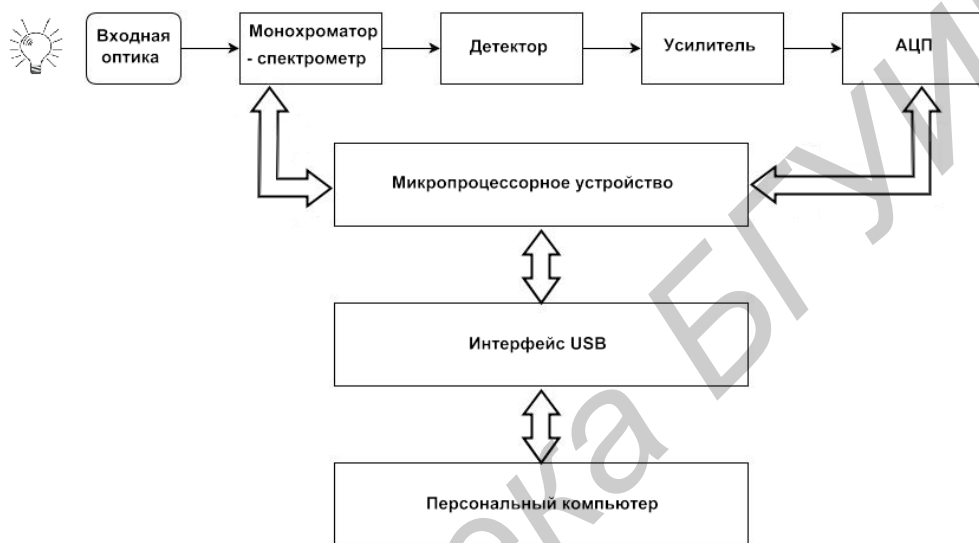 Входная
оптика
Монохроматор
- спектрометр
Детектор
Усилитель
АЦП
Микропроцессорное устройство
Интерфейс USB
Персональный компьютер